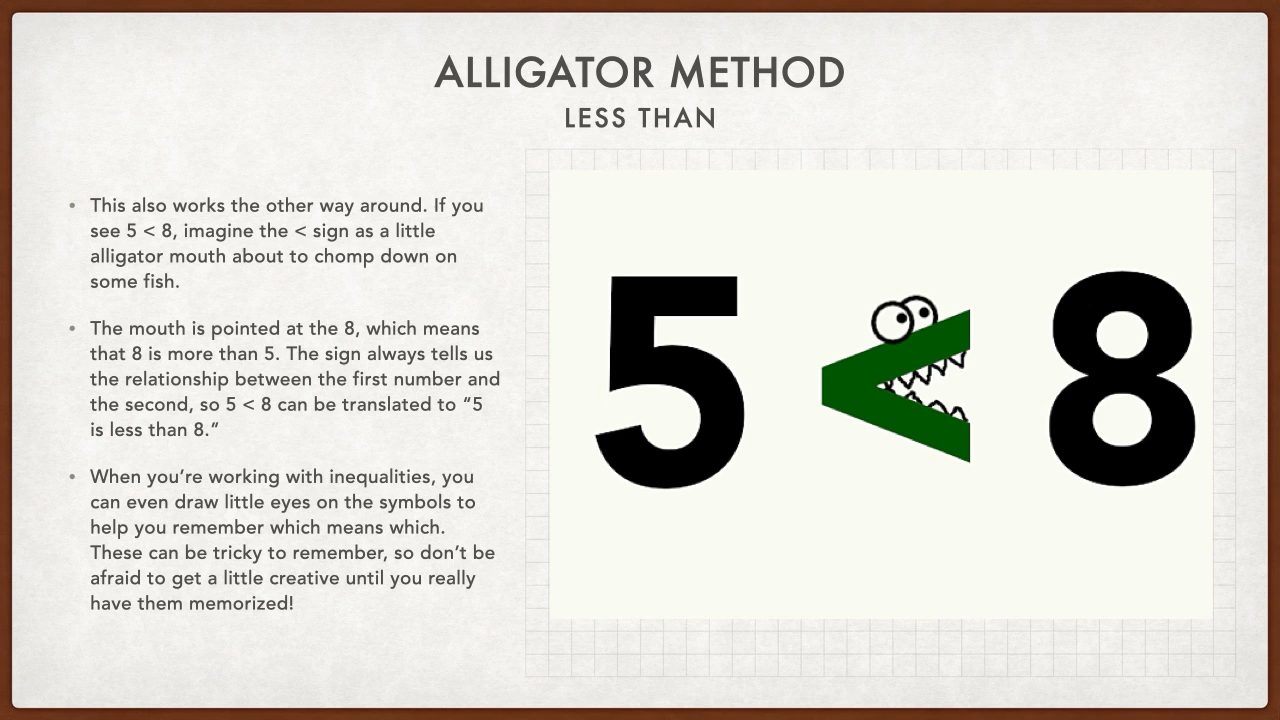 ALLIGATOR METHOD
LESS THAN
• This also works the other way around. If you
see 5 < 8, imagine the < sign as a little
alligator mouth about to chomp down on
some fish.
• The mouth is pointed at the 8, which means
that 8 is more than 5. The sign always tells us
the relationship between the first number and
the second, so 5 < 8 can be translated to “5
is less than 8.”
• When you’re working with inequalities, you
can even draw little eyes on the symbols to
help you remember which means which.
These can be tricky to remember, so don’t be
afraid to get a little creative until you really
have them memorized!
5 < 8